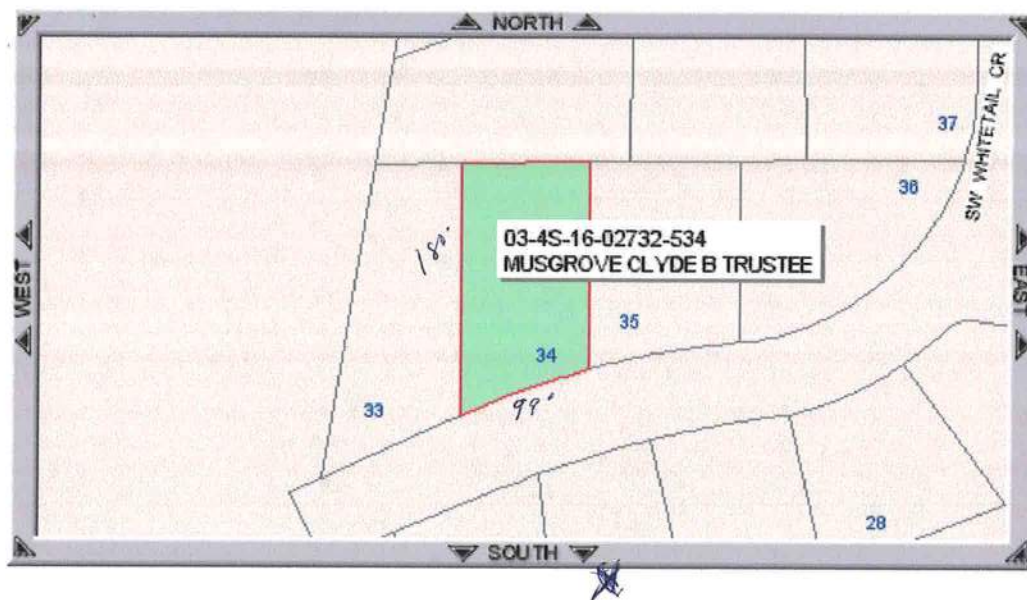 NORTH
SW WHITETAIL CR
37
36
180.
03-4S-16-02732-534
MUSGROVE CLYDE B TRUSTEE
WEST
EAST
35
34
99'
33
28
SOUTH